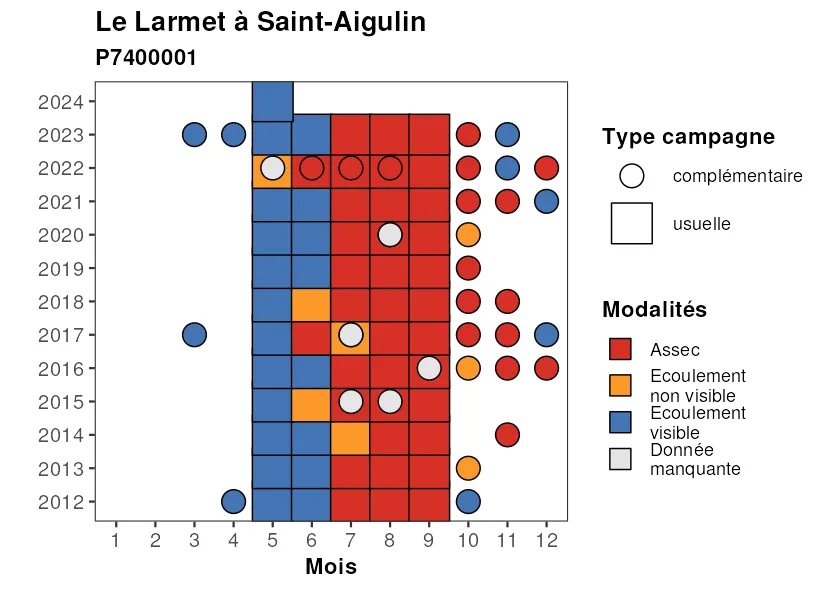 Le Larmet à Saint-Aigulin
P7400001
2024
2023
2022
2021
2020
2019
2018
2017
2016
2015
2014
2013
2012
1 2 3 4 5 6 7 8 9 10 11 12
Mois
Type campagne
complémentaire
usuelle
Modalités
Assec
Ecoulement
non visible
Ecoulement
visible
Donnée
manquante